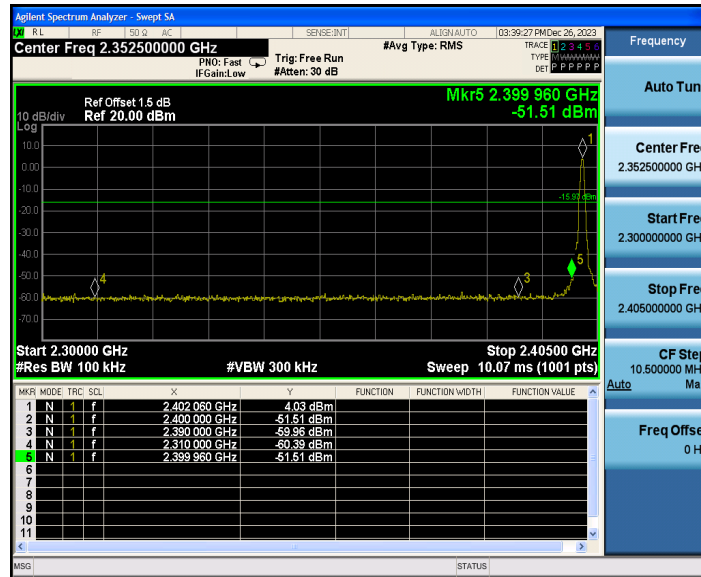 Agilent Spectrum Analyzer - Swept SA
RL RF 50 Ω AC SENSE:INT ALIGNAUTO 03:39:27 PM Dec 26, 2023
Center Freq 2.352500000 GHz #Avg Type: RMS TRACE 1 2 3 4 5 6
PNO: Fast Trig: Free Run TYPE
IFGain:Low #Atten: 30 dB DET P P P P P P
Mkr5 2.399 960 GHz
Ref Offset 1.5 dB
10 dB/div Ref 20.00 dBm -51.51 dBm
Log
10.0
0.00
-10.0
-20.0
-30.0
-40.0
-50.0
-60.0
-70.0
1
5
4
3
Start 2.30000 GHz Stop 2.40500 GHz
#Res BW 100 kHz #VBW 300 kHz Sweep 10.07 ms (1001 pts)
MKR MODE TRC SCL X Y FUNCTION FUNCTION WIDTH FUNCTION VALUE
1 N 1 f 2.402 060 GHz 4.03 dBm
2 N 1 f 2.400 000 GHz -51.51 dBm
3 N 1 f 2.390 000 GHz -59.96 dBm
4 N 1 f 2.310 000 GHz -60.39 dBm
5 N 1 f 2.399 960 GHz -51.51 dBm
6
7
8
9
10
11
MSG STATUS
Frequency
Auto Tun
Center Fre
2.352500000 GH
Start Fre
2.300000000 GH
Stop Fre
2.405000000 GH
CF Step
10.500000 MH
Auto Ma
Freq Offse
0 H